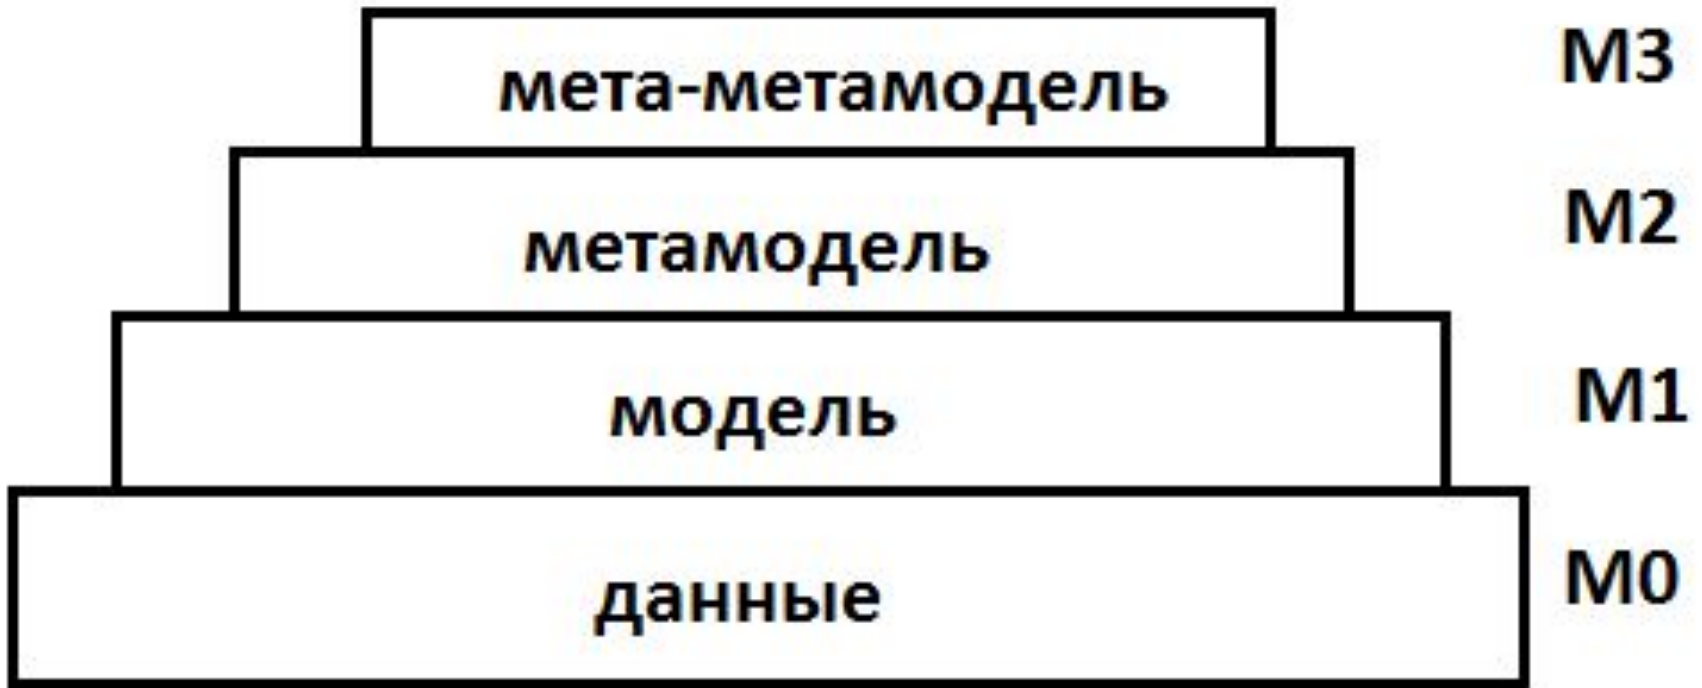 мета-метамодель M3
метамодель M2
модель M1
данные M0